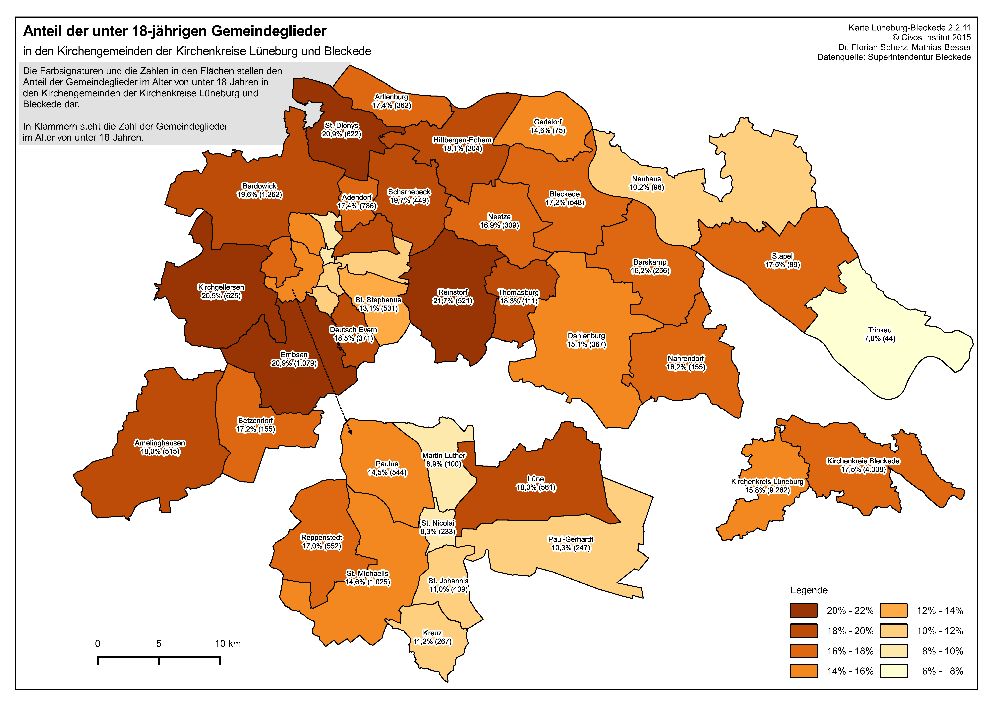 Anteil der unter 18-jährigen Gemeindeglieder
in den Kirchengemeinden der Kirchenkreise Lüneburg und Bleckede
Karte Lüneburg-Bleckede 2.2.11
© Civos Institut 2015
Dr. Florian Scherz, Mathias Besser
Datenquelle: Superintendentur Bleckede
Die Farbsignaturen und die Zahlen in den Flächen stellen den
Anteil der Gemeindeglieder im Alter von unter 18 Jahren in
den Kirchengemeinden der Kirchenkreise Lüneburg und
Bleckede dar.
In Klammern steht die Zahl der Gemeindeglieder
im Alter von unter 18 Jahren.
Artlenburg
17,4% (362)
St. Dionys
20,9% (622)
Garlstorf
14,6% (75)
Hittbergen-Echem
18,1% (304)
Neuhaus
10,2% (96)
Bardowick
19,6% (1.262)
Adendorf
17,4% (786)
Scharnebeck
19,7% (449)
Bleckede
17,2% (548)
Neetze
16,9% (309)
Stapel
17,5% (89)
Barskamp
16,2% (256)
Kirchgellersen
20,5% (625)
St. Stephanus
13,1% (531)
Reinstorf
21,7% (521)
Thomasburg
18,3% (111)
Deutsch Evern
18,5% (371)
Dahlenburg
15,1% (367)
Tripkau
7,0% (44)
Embsen
20,9% (1.079)
Nahrendorf
16,2% (155)
Betzendorf
17,2% (155)
Amelinghausen
18,0% (515)
Paulus
14,5% (544)
Martin-Luther
8,9% (100)
Lüne
18,3% (561)
Kirchenkreis Bleckede
17,5% (4.308)
Kirchenkreis Lüneburg
15,8% (9.262)
St. Nicolai
8,3% (233)
Reppenstedt
17,0% (552)
Paul-Gerhardt
10,3% (247)
St. Michaelis
14,6% (1.025)
St. Johannis
11,0% (409)
Kreuz
11,2% (267)
Legende
20% - 22%
12% - 14%
18% - 20%
10% - 12%
16% - 18%
8% - 10%
14% - 16%
6% - 8%
0 5 10 km